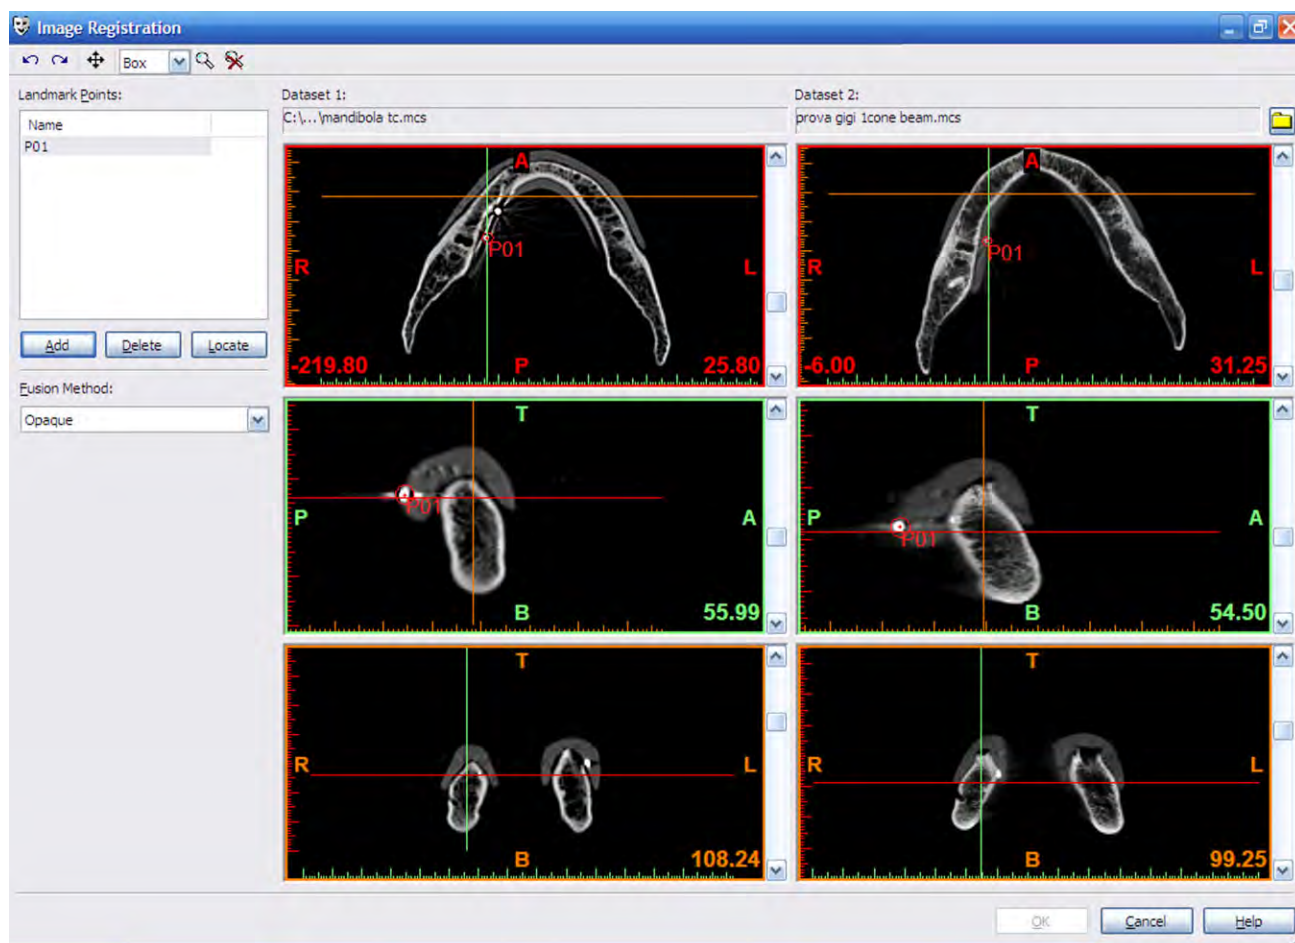 Image Registration
Box
Landmark Points:
Name
P01
Add Delete Locate
Fusion Method:
Opaque
Dataset 1:
C:\...\mandibola tc.mcs
Dataset 2:
prova gigi 1cone beam.mcs
A
P01
R L
-219.80 P 25.80
A
P01
R L
-6.00 P 31.25
T
P01
P A
B 55.99
T
P01
P A
B 54.50
T
R L
B 108.24
T
R L
B 99.25
OK Cancel Help